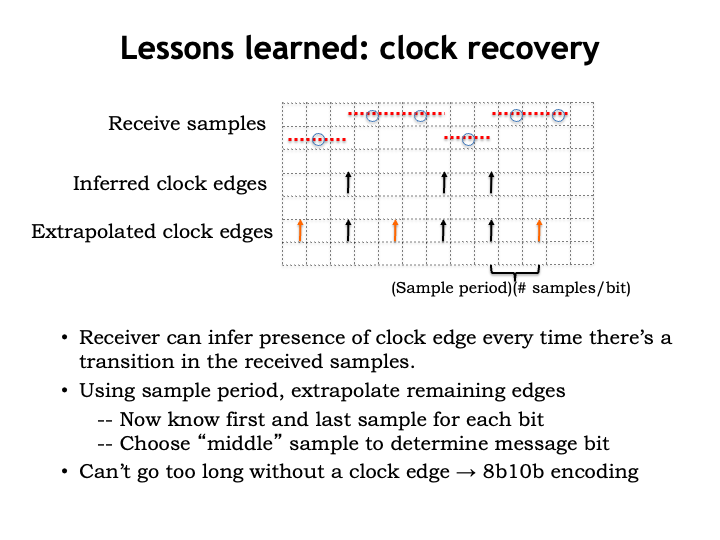 Lessons learned: clock recovery
Receive samples
Inferred clock edges
Extrapolated clock edges
(Sample period)(# samples/bit)
• Receiver can infer presence of clock edge every time there’s a
transition in the received samples.
• Using sample period, extrapolate remaining edges
-- Now know first and last sample for each bit
-- Choose “middle” sample to determine message bit
• Can’t go too long without a clock edge → 8b10b encoding